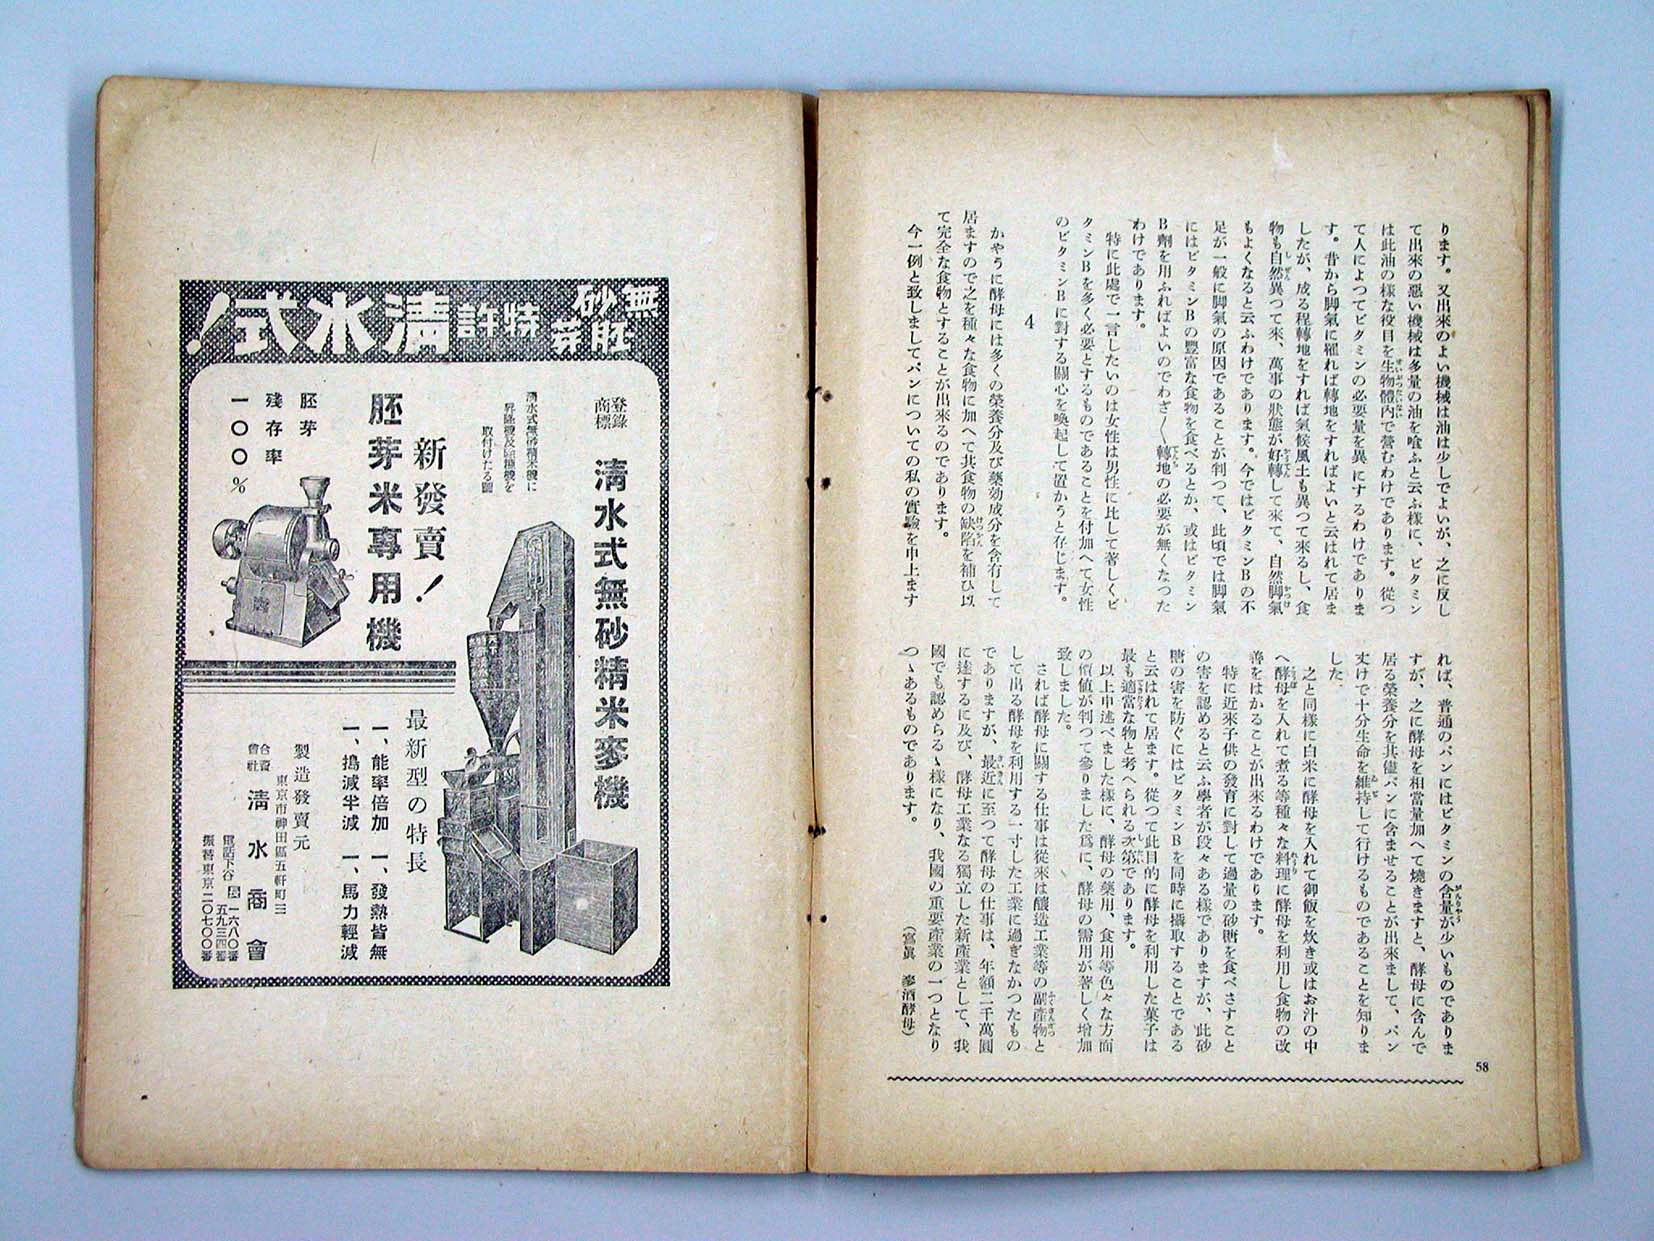 ります。又出來のよい機械は油は少しでよいが、之に反し
て出來の惡い機械は多量の油を喰ふと云ふ樣に、ビタミン
は此油の樣な役目を生物體內で營むわけであります。從つ
て人によつてビタミンの必要量を異にするわけでありま
す。昔から脚氣に罹れば轉地をすればよいと云はれて居ま
したが、成る程轉地をすれば氣候風土も異つて來るし、食
物も自然異つて來、萬事の狀態が好轉して來て、自然脚氣
もよくなると云ふわけであります。今ではビタミンBの不
足が一般に脚氣の原因であることが判つて、此頃では脚氣
にはビタミンBの豐富な食物を食べるとか、或はビタミン
B劑を用ふればよいのでわざ〱轉地の必要が無くなった
わけであります。
特に此處で一言したいのは女性は男性に比して著しくビ
タミンBを多く必要とするものであることを付加へて女性
のビタミンBに對する關心を喚起して置かうと存じます。
4
かやうに酵母には多くの榮養分及び藥効成分を含有して
居ますので之を種々な食物に加へて其食物の缺陷を補ひ以
て完全な食物とすることが出來るのであります。
今一例と致しましてパンについての私の實驗を申上ます
れば、普通のパンにはビタミンの含量が少いものでありま
すが、之に酵母を相當量加へて燒きますと、酵母に含んで
居る榮養分を其儘パンに含ませることが出來まして、パン
丈けで十分生命を維持して行けるものであることを知りま
した。
之と同樣に白米に酵母を入れて御飯を炊き或はお汁の中
へ酵母を入れて煮る等種々な料理に酵母を利用し食物の改
善をはかることが出來るわけであります。
特に近來子供の發育に對して過量の砂糖を食べさすこと
の害を認めると云ふ學者が段々ある樣でありますが、此砂
糖の害を防ぐにはビタミンBを同時に攝取することである
と云はれて居ます。從つて此目的に酵母を利用した菓子は
最も適當な物と考へられる次第であります。
以上申述べました樣に、酵母の藥用、食用等色々な方面
の價値が判つて參りました爲に、酵母の需用が著しく增加
致しました。
されば酵母に關する仕事は從來は釀造工業等の副產物と
して出る酵母を利用する一寸した工業に過ぎなかつたもの
でありますが、最近に至つて酵母の仕事は、年額二千萬圓
に達するに及び、酵母工業なる獨立した新產業として、我
國でも認めらるゝ樣になり、我國の重要產業の一つとなり
つゝあるものであります。
(寫眞 麥酒酵母)
58
無砂
胚芽
特許
清水式!
登錄
商標
清水式無砂精米麥機
清水式無砂精米機に
取付けたる圖
新發賣!
胚芽米專用機
胚芽
殘存率
一〇〇%
最新型の特長
一、能率倍加 一、發熱皆無
一、搗減半減 一、馬力輕減
製造發賣元
東京市神田區五軒町三
合資
會社
清水商會
電話下谷
一六八〇番
五九三四番
振替東京二〇七〇〇番